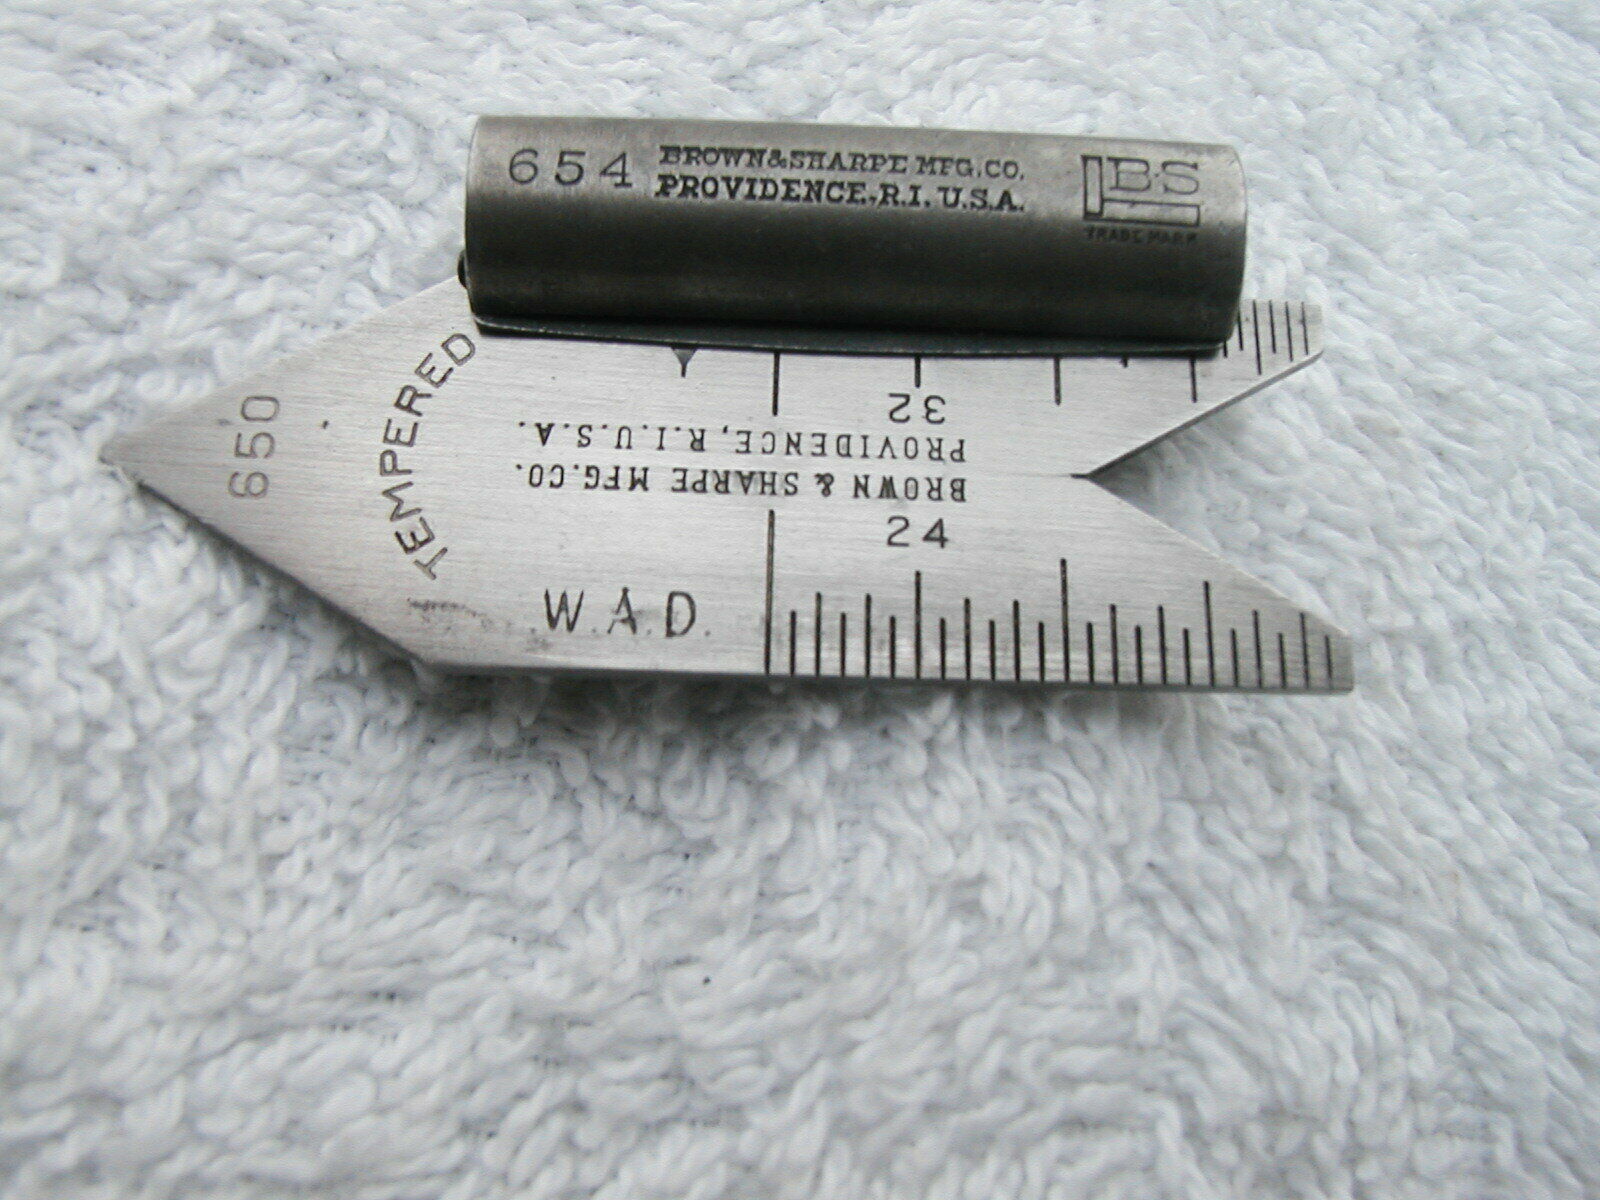 654
BROWN & SHARPE MFG. CO.
PROVIDENCE, R.I. U.S.A.
B.S
TRADE MARK
650
TEMPERED
32
BROWN & SHARPE MFG. CO.
PROVIDENCE, R.I. U.S.A.
24
W.A.D.